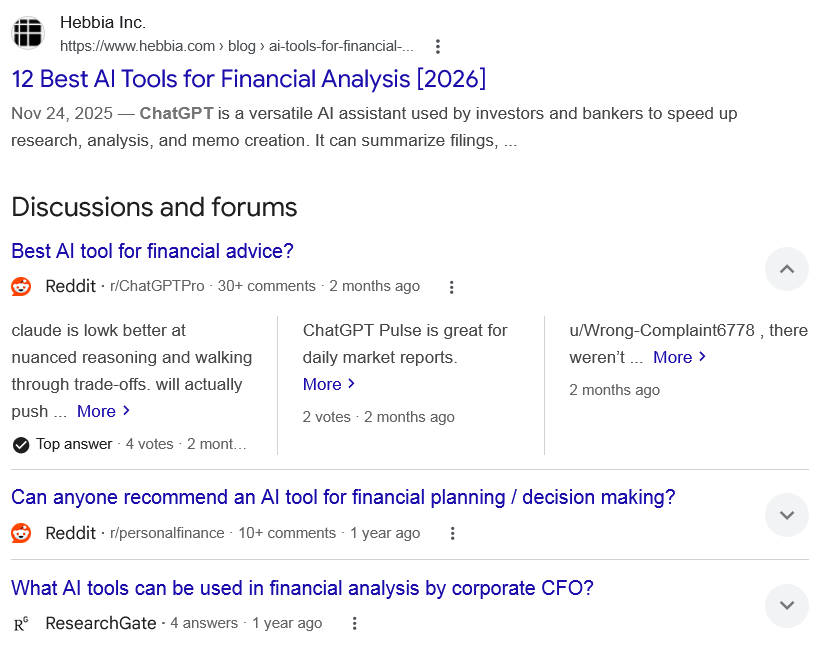 Hebbia Inc.
https://www.hebbia.com › blog › ai-tools-for-financial-...
12 Best AI Tools for Financial Analysis [2026]
Nov 24, 2025 — ChatGPT is a versatile AI assistant used by investors and bankers to speed up
research, analysis, and memo creation. It can summarize filings, ...
Discussions and forums
Best AI tool for financial advice?
Reddit · r/ChatGPTPro · 30+ comments · 2 months ago
claude is lowk better at
nuanced reasoning and walking
through trade-offs. will actually
push ... More ›
Top answer · 4 votes · 2 mont...
ChatGPT Pulse is great for
daily market reports.
More ›
2 votes · 2 months ago
u/Wrong-Complaint6778 , there
weren’t ... More ›
2 months ago
Can anyone recommend an AI tool for financial planning / decision making?
Reddit · r/personalfinance · 10+ comments · 1 year ago
What AI tools can be used in financial analysis by corporate CFO?
RG ResearchGate · 4 answers · 1 year ago